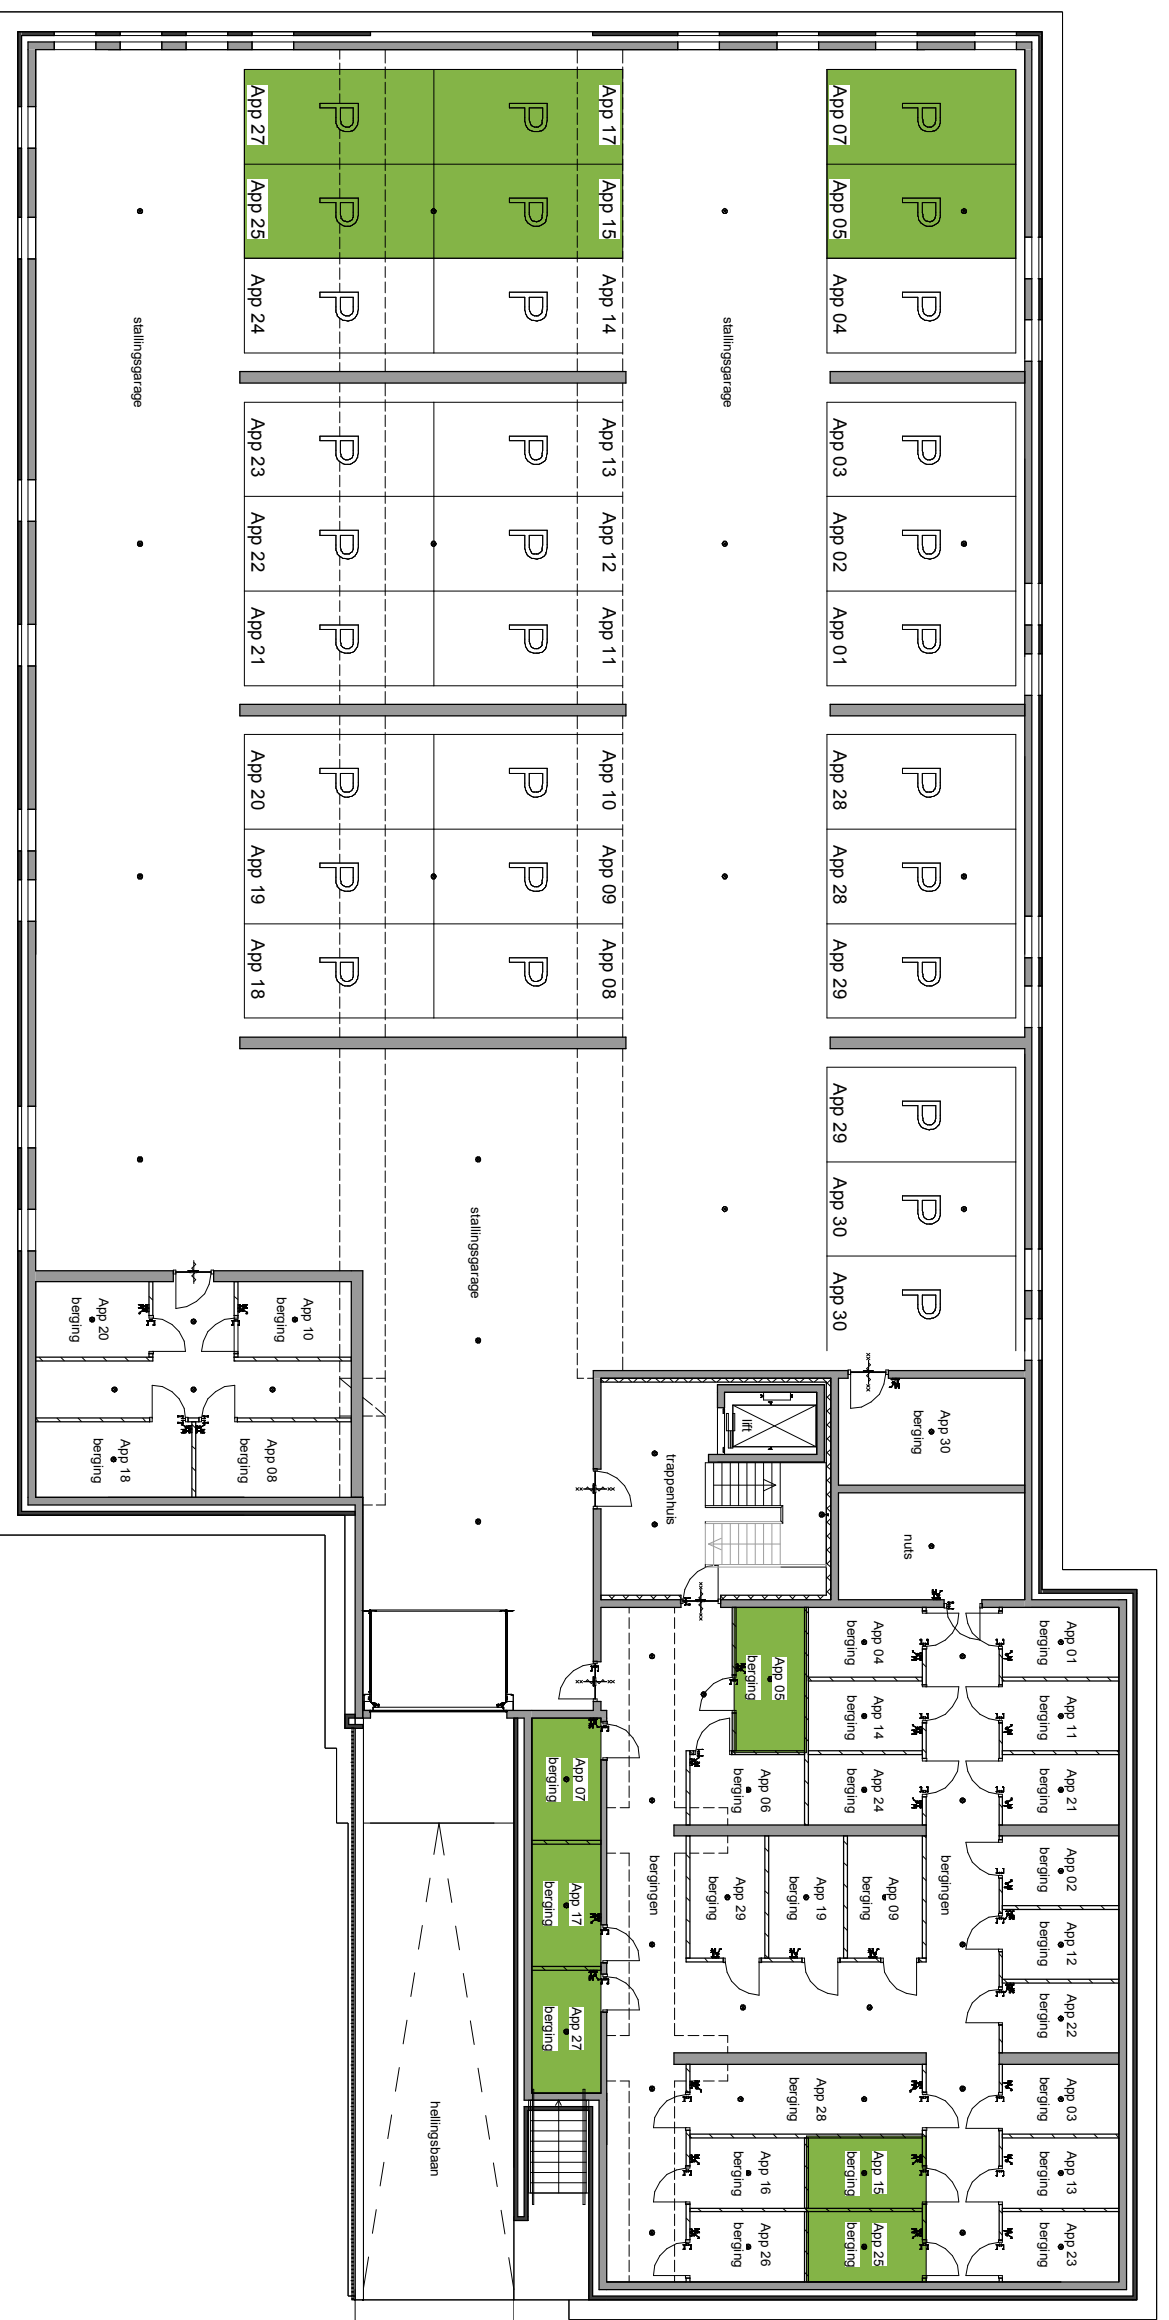 App 27
P
P
App 17
App 07
P
App 25
P
P
App 15
App 05
P
App 24
P
P
App 14
App 04
P
stallingsgarage
stallingsgarage
App 23
P
P
App 13
App 03
P
App 22
P
P
App 12
App 02
P
App 21
P
P
App 11
App 01
P
App 20
P
P
App 10
App 28
P
App 19
P
P
App 09
App 28
P
App 18
P
P
App 08
App 29
P
App 29
P
App 30
P
App 30
P
stallingsgarage
App 20
berging
App 10
berging
App 18
berging
App 08
berging
lift
trappenhuis
App 30
berging
nuts
App 05
berging
App 04
berging
App 01
berging
App 14
berging
App 11
berging
App 07
berging
App 06
berging
App 24
berging
App 21
berging
App 17
berging
bergingen
App 29
berging
App 19
berging
App 09
berging
bergingen
App 02
berging
App 12
berging
App 27
berging
App 22
berging
hellingsbaan
App 28
berging
App 03
berging
App 16
berging
App 15
berging
App 13
berging
App 26
berging
App 25
berging
App 23
berging